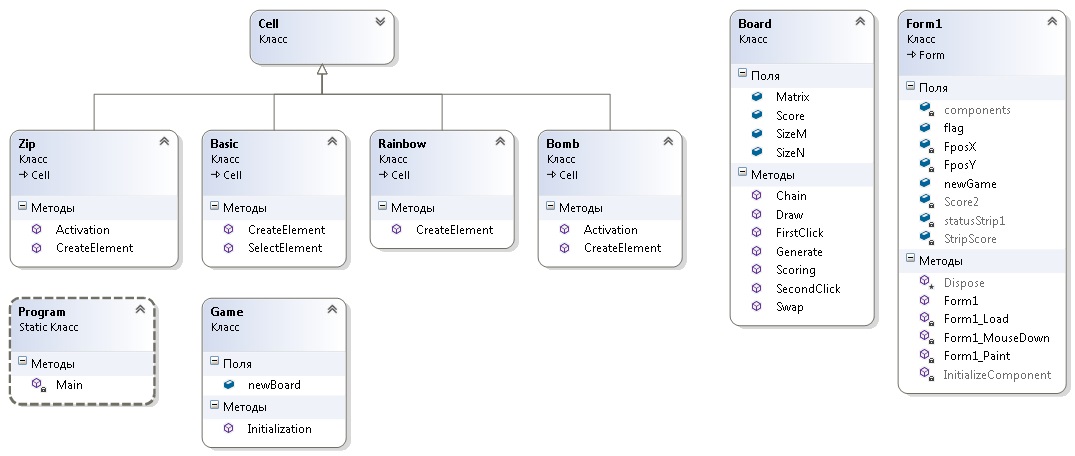 Cell
Класс
Zip
Класс
Cell
Методы
Activation
CreateElement
Basic
Класс
Cell
Методы
CreateElement
SelectElement
Rainbow
Класс
Cell
Методы
CreateElement
Bomb
Класс
Cell
Методы
Activation
CreateElement
Program
Static Класс
Методы
Main
Game
Класс
Поля
newBoard
Методы
Initialization
Board
Класс
Поля
Matrix
Score
SizeM
SizeN
Методы
Chain
Draw
FirstClick
Generate
Scoring
SecondClick
Swap
Form1
Класс
Form
Поля
components
flag
FposX
FposY
newGame
Score2
statusStrip1
StripScore
Методы
Dispose
Form1
Form1_Load
Form1_MouseDown
Form1_Paint
InitializeComponent